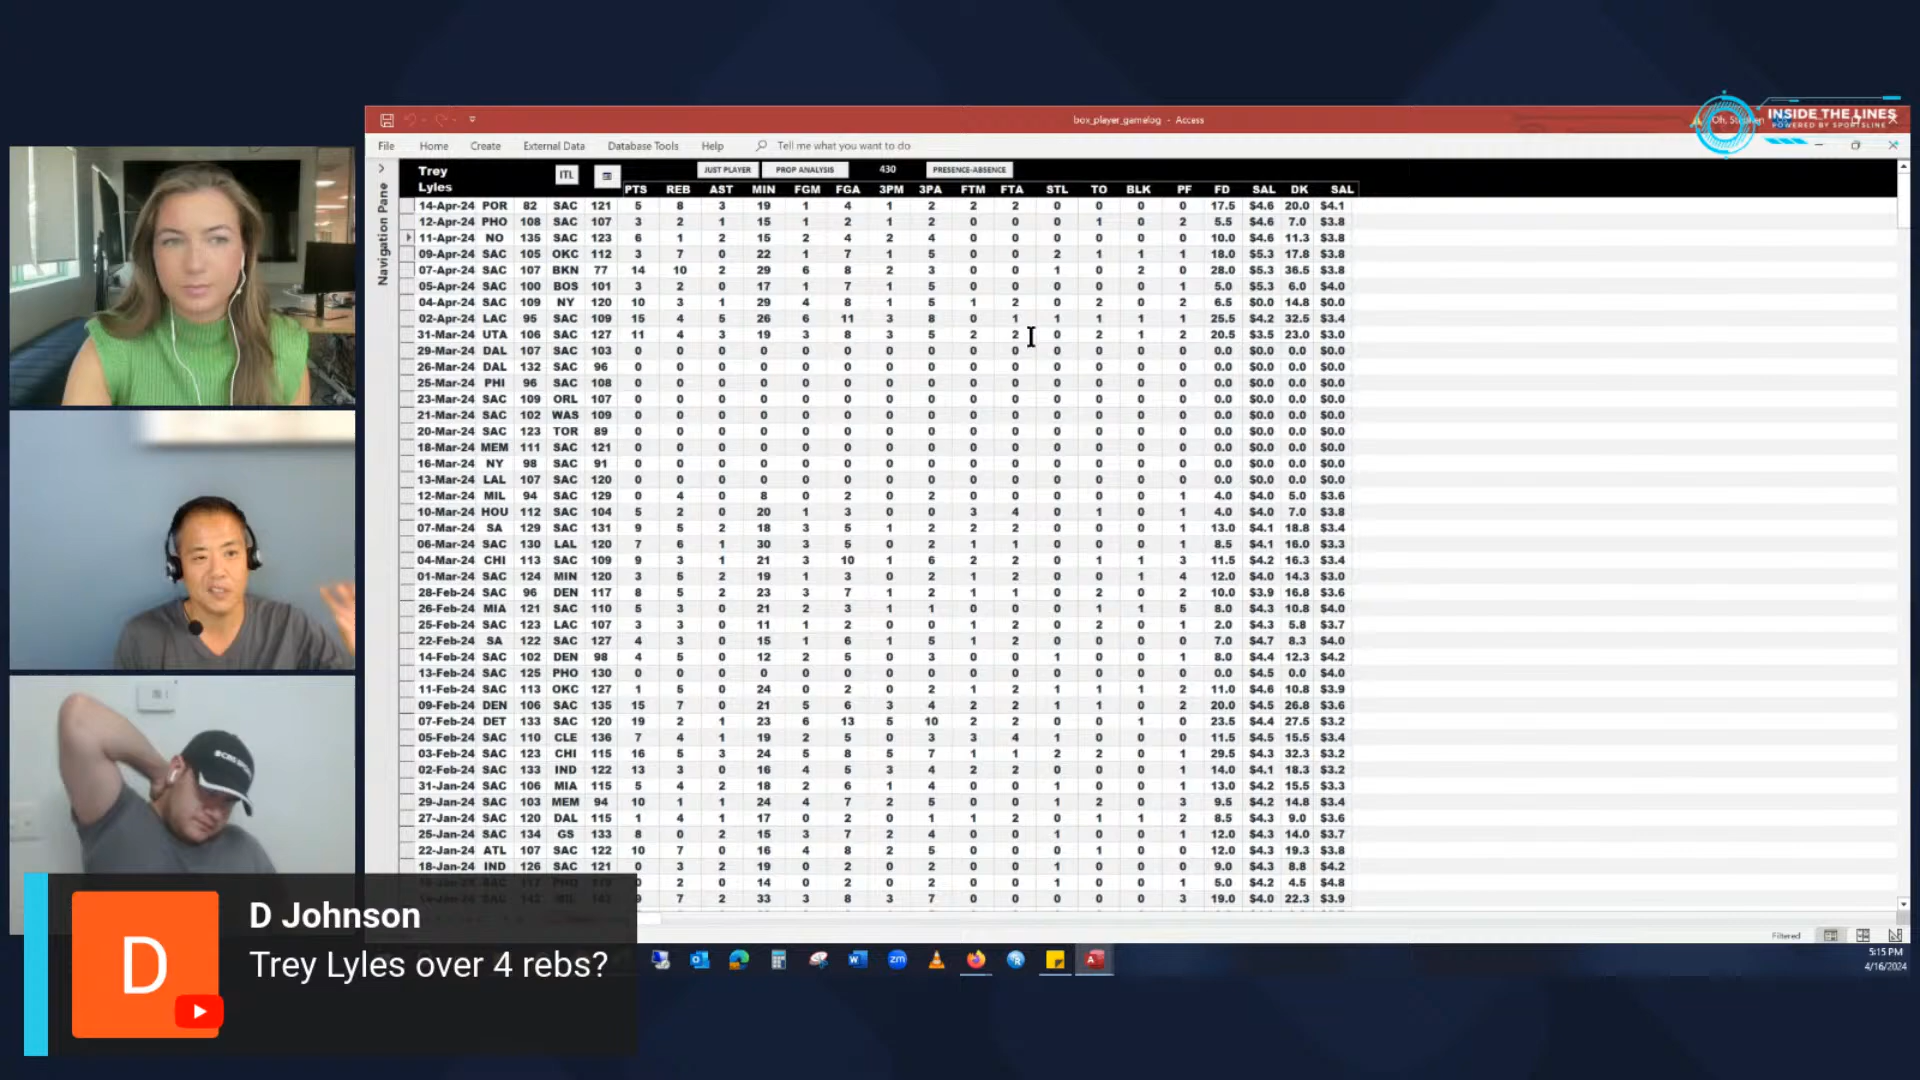 INSIDE THE LINES
POWERED BY SPORTSLINE
box_player_gamelog - Access
File Home Create External Data Database Tools Help Tell me what you want to do
Navigation Pane
Trey
Lyles
ITL
JUST PLAYER PROP ANALYSIS 430 PRESENCE-ABSENCE
PTS REB AST MIN FGM FGA 3PM 3PA FTM FTA STL TO BLK PF FD SAL DK SAL
14-Apr-24 POR 82 SAC 121 5 8 3 19 1 4 1 2 2 2 0 0 0 0 17.5 $4.6 20.0 $4.1
12-Apr-24 PHO 108 SAC 107 3 2 1 15 1 2 1 2 0 0 0 1 0 2 5.5 $4.6 7.0 $3.8
11-Apr-24 NO 135 SAC 123 6 1 2 15 2 4 2 4 0 0 0 0 0 0 10.0 $4.6 11.3 $3.8
09-Apr-24 SAC 105 OKC 112 3 7 0 22 1 7 1 5 0 0 2 1 1 1 18.0 $5.3 17.8 $3.8
07-Apr-24 SAC 107 BKN 77 14 10 2 29 6 8 2 3 0 0 1 0 2 0 28.0 $5.3 36.5 $3.8
05-Apr-24 SAC 100 BOS 101 3 2 0 17 1 7 1 5 0 0 0 0 0 1 5.0 $5.3 6.0 $4.0
04-Apr-24 SAC 109 NY 120 10 3 1 29 4 8 1 5 1 2 0 2 0 2 6.5 $0.0 14.8 $0.0
02-Apr-24 LAC 95 SAC 109 15 4 5 26 6 11 3 8 0 1 1 1 1 1 25.5 $4.2 32.5 $3.4
31-Mar-24 UTA 106 SAC 127 11 4 3 19 3 8 3 5 2 2 0 2 1 2 20.5 $3.5 23.0 $3.0
29-Mar-24 DAL 107 SAC 103 0 0 0 0 0 0 0 0 0 0 0 0 0 0 0.0 $0.0 0.0 $0.0
26-Mar-24 DAL 132 SAC 96 0 0 0 0 0 0 0 0 0 0 0 0 0 0 0.0 $0.0 0.0 $0.0
25-Mar-24 PHI 96 SAC 108 0 0 0 0 0 0 0 0 0 0 0 0 0 0 0.0 $0.0 0.0 $0.0
23-Mar-24 SAC 109 ORL 107 0 0 0 0 0 0 0 0 0 0 0 0 0 0 0.0 $0.0 0.0 $0.0
21-Mar-24 SAC 102 WAS 109 0 0 0 0 0 0 0 0 0 0 0 0 0 0 0.0 $0.0 0.0 $0.0
20-Mar-24 SAC 123 TOR 89 0 0 0 0 0 0 0 0 0 0 0 0 0 0 0.0 $0.0 0.0 $0.0
18-Mar-24 MEM 111 SAC 121 0 0 0 0 0 0 0 0 0 0 0 0 0 0 0.0 $0.0 0.0 $0.0
16-Mar-24 NY 98 SAC 91 0 0 0 0 0 0 0 0 0 0 0 0 0 0 0.0 $0.0 0.0 $0.0
13-Mar-24 LAL 107 SAC 120 0 0 0 0 0 0 0 0 0 0 0 0 0 0 0.0 $0.0 0.0 $0.0
12-Mar-24 MIL 94 SAC 129 0 4 0 8 0 2 0 2 0 0 0 0 0 1 4.0 $4.0 5.0 $3.6
10-Mar-24 HOU 112 SAC 104 5 2 0 20 1 3 0 0 3 4 0 1 0 1 4.0 $4.0 7.0 $3.8
07-Mar-24 SA 129 SAC 131 9 5 2 18 3 5 1 2 2 2 0 0 0 1 13.0 $4.1 18.8 $3.4
06-Mar-24 SAC 130 LAL 120 7 6 1 30 3 5 0 2 1 1 0 0 0 1 8.5 $4.1 16.0 $3.3
04-Mar-24 CHI 113 SAC 109 9 3 1 21 3 10 1 6 2 2 0 1 1 3 11.5 $4.2 16.3 $3.4
01-Mar-24 SAC 124 MIN 120 3 5 2 19 1 3 0 2 1 2 0 0 1 4 12.0 $4.0 14.3 $3.0
28-Feb-24 SAC 96 DEN 117 8 5 2 23 3 7 1 2 1 1 0 2 0 2 10.0 $3.9 16.8 $3.6
26-Feb-24 MIA 121 SAC 110 5 3 0 21 2 3 1 1 0 0 0 1 1 5 8.0 $4.3 10.8 $4.0
25-Feb-24 SAC 123 LAC 107 3 3 0 11 1 2 0 0 1 2 0 2 0 1 2.0 $4.3 5.8 $3.7
22-Feb-24 SA 122 SAC 127 4 3 0 15 1 6 1 5 1 2 0 0 0 0 7.0 $4.7 8.3 $4.0
14-Feb-24 SAC 102 DEN 98 4 5 0 12 2 5 0 3 0 0 1 0 0 1 8.0 $4.4 12.3 $4.2
13-Feb-24 SAC 125 PHO 130 0 0 0 0 0 0 0 0 0 0 0 0 0 0 0.0 $4.5 0.0 $4.0
11-Feb-24 SAC 113 OKC 127 1 5 0 24 0 2 0 2 1 2 1 1 1 2 11.0 $4.6 10.8 $3.9
09-Feb-24 DEN 106 SAC 135 15 7 0 21 5 6 3 4 2 2 1 1 0 2 20.0 $4.5 26.8 $3.6
07-Feb-24 DET 133 SAC 120 19 2 1 23 6 13 5 10 2 2 0 0 1 0 23.5 $4.4 27.5 $3.2
05-Feb-24 SAC 110 CLE 136 7 4 1 19 2 5 0 3 3 4 1 0 0 0 11.5 $4.5 15.5 $3.4
03-Feb-24 SAC 123 CHI 115 16 5 3 24 5 8 5 7 1 1 2 2 0 1 29.5 $4.3 32.3 $3.2
02-Feb-24 SAC 133 IND 122 13 3 0 16 4 5 3 4 2 2 0 0 0 1 14.0 $4.1 18.3 $3.2
31-Jan-24 SAC 106 MIA 115 5 4 2 18 2 6 1 4 0 0 1 0 0 1 13.0 $4.2 15.5 $3.3
29-Jan-24 SAC 103 MEM 94 10 1 1 24 4 7 2 5 0 0 1 2 0 3 9.5 $4.2 14.8 $3.4
27-Jan-24 SAC 120 DAL 115 1 4 1 17 0 2 0 1 1 2 0 1 1 2 8.5 $4.3 9.0 $3.6
25-Jan-24 SAC 134 GS 133 8 0 2 15 3 7 2 4 0 0 1 0 0 1 12.0 $4.3 14.0 $3.7
22-Jan-24 ATL 107 SAC 122 10 7 0 16 4 8 2 5 0 0 0 1 0 0 12.0 $4.3 19.3 $3.8
18-Jan-24 IND 126 SAC 121 0 3 2 19 0 2 0 2 0 0 1 0 0 0 9.0 $4.3 8.8 $4.2
2 0 14 0 2 0 2 0 0 1 0 0 1 5.0 $4.2 4.5 $4.8
7 2 33 3 8 3 7 0 0 0 0 0 3 19.0 $4.0 22.3 $3.9
Filtered
5:15 PM
4/16/2024
D
D Johnson
Trey Lyles over 4 rebs?